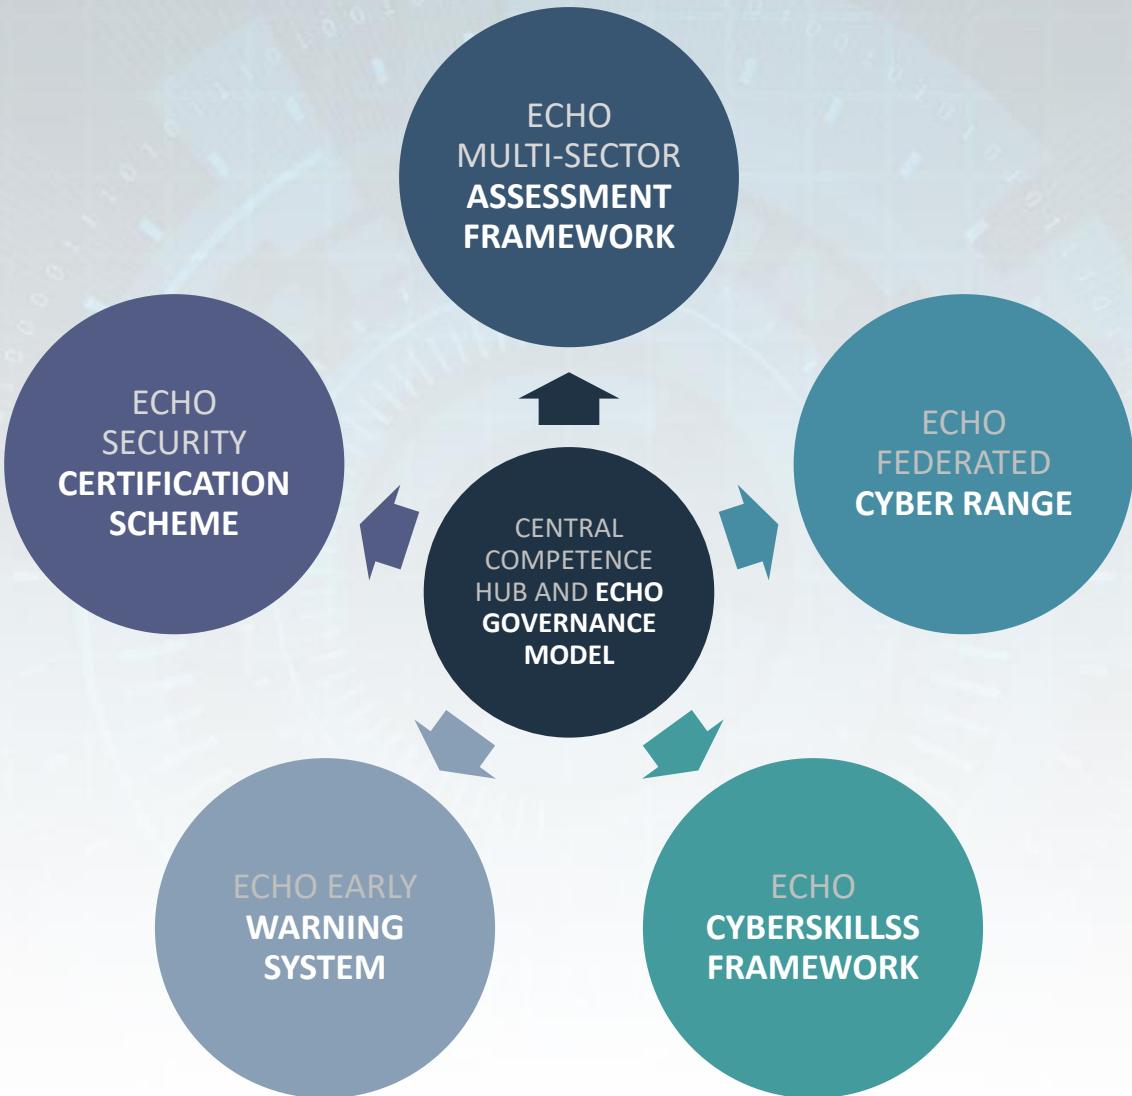 ECHO
MULTI-SECTOR
ASSESSMENT
FRAMEWORK
ECHO
SECURITY
CERTIFICATION
SCHEME
ECHO
FEDERATED
CYBER RANGE
CENTRAL
COMPETENCE
HUB AND ECHO
GOVERNANCE
MODEL
ECHO EARLY
WARNING
SYSTEM
ECHO
CYBERSKILLSS
FRAMEWORK